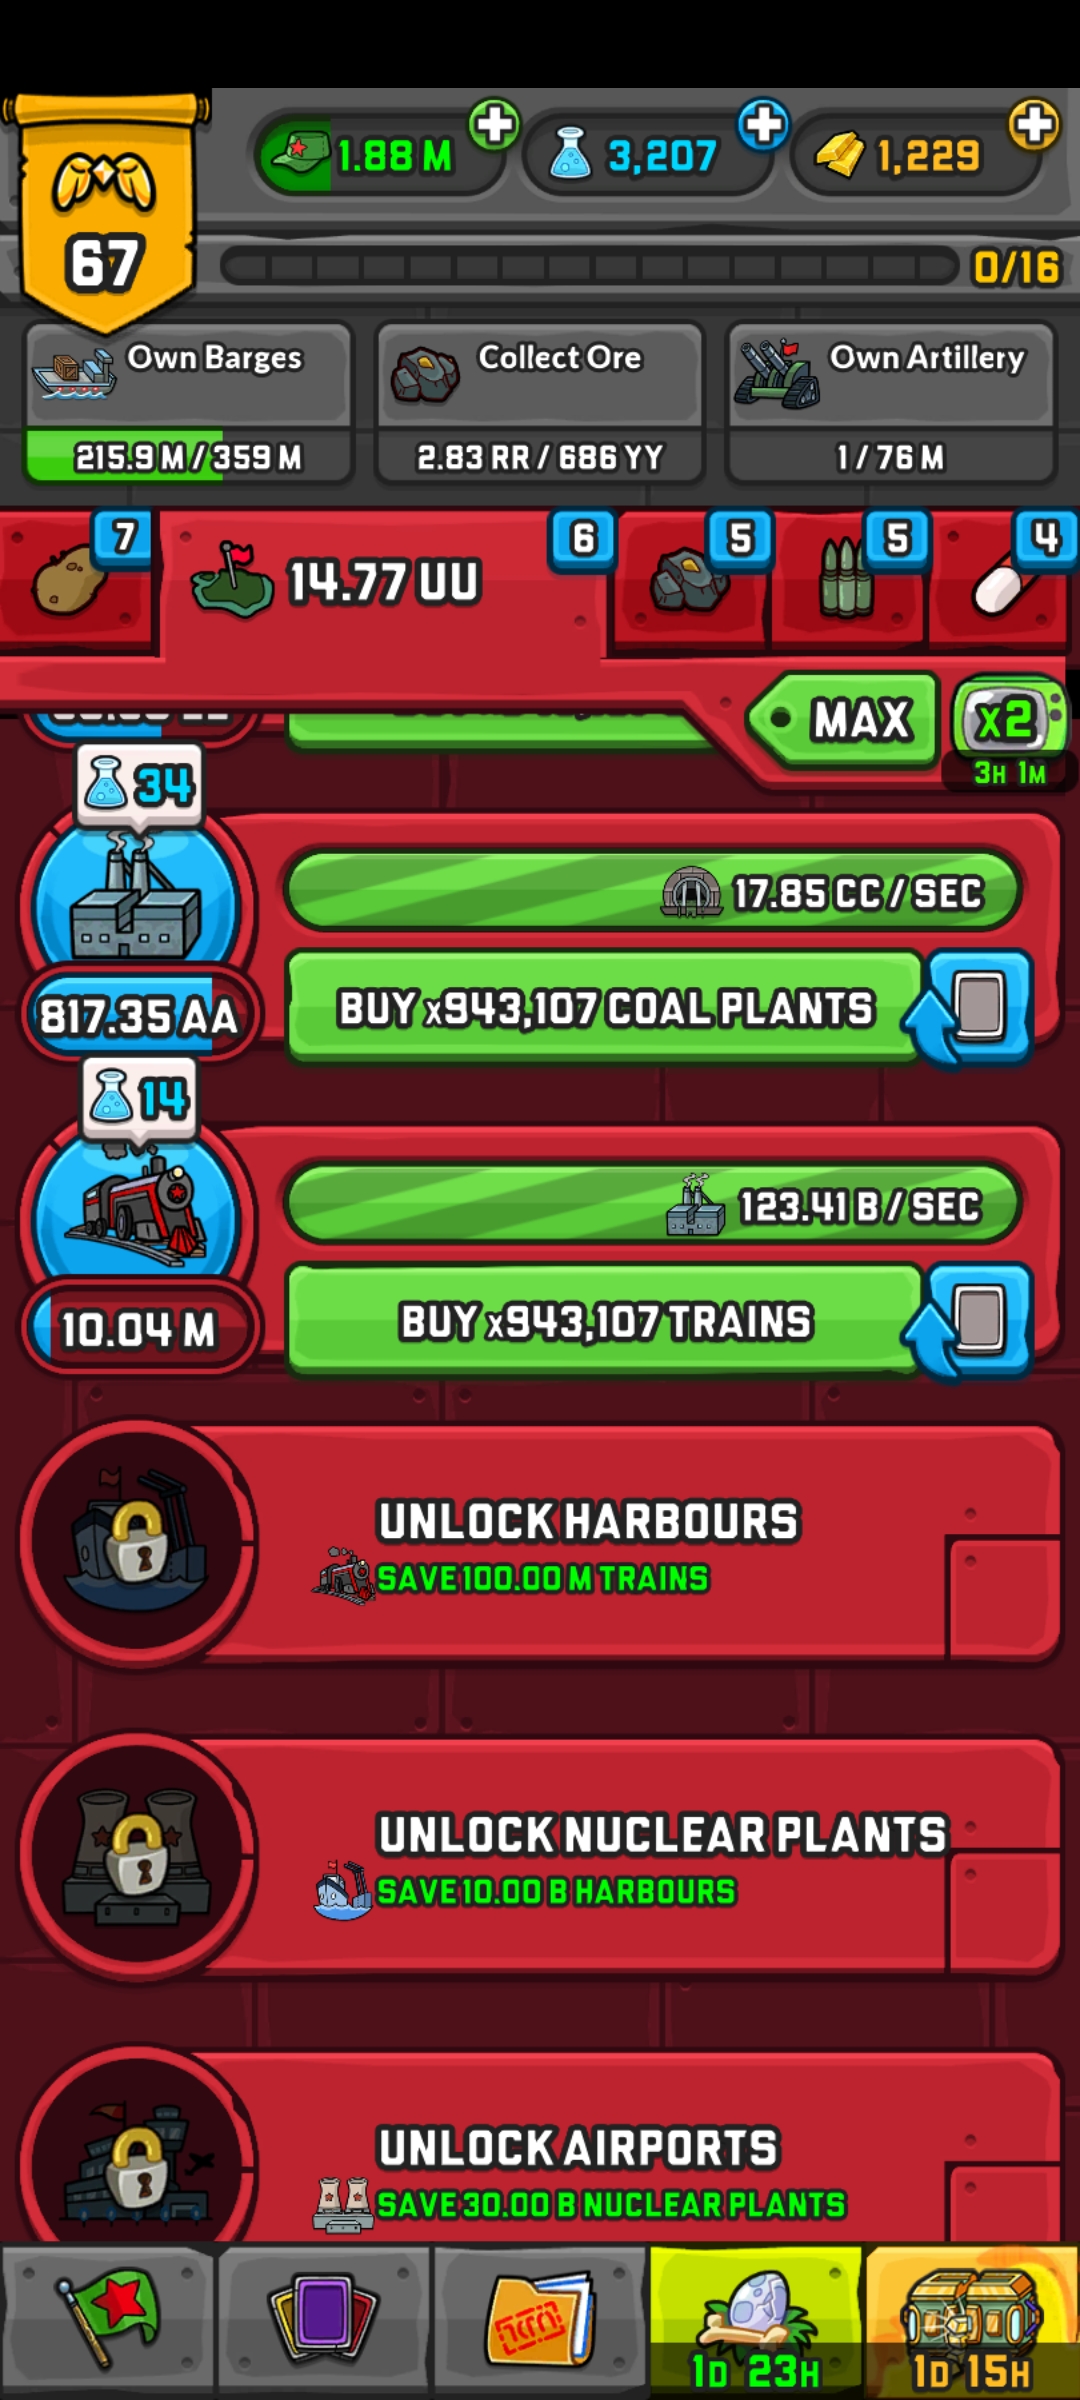 1.88 M
3,207
1,229
67
0/16
Own Barges
215.9 M / 359 M
Collect Ore
2.83 RR / 686 YY
Own Artillery
1 / 76 M
7
14.77 UU
6
5
5
4
MAX
x2
3H 1M
34
17.85 CC / SEC
BUY x943,107 COAL PLANTS
817.35 AA
14
123.41 B / SEC
BUY x943,107 TRAINS
10.04 M
UNLOCK HARBOURS
SAVE 100.00 M TRAINS
UNLOCK NUCLEAR PLANTS
SAVE 10.00 B HARBOURS
UNLOCK AIRPORTS
SAVE 30.00 B NUCLEAR PLANTS
1D 23H
1D 15H